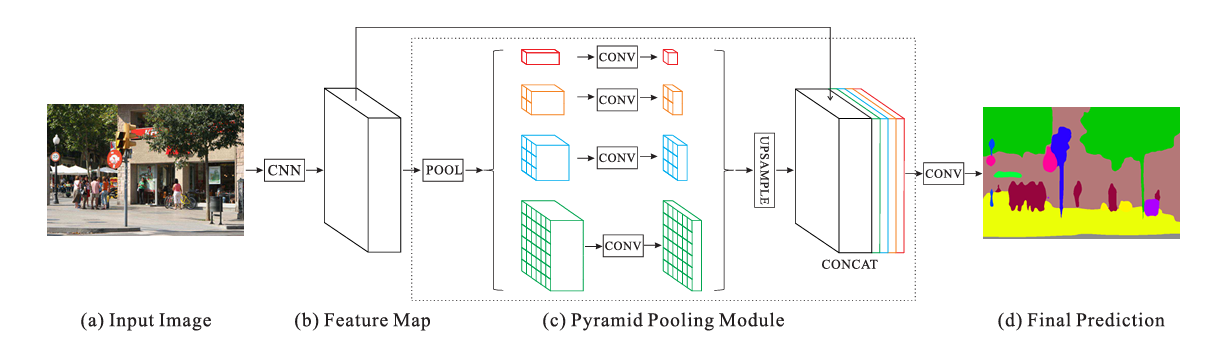 CNN
POOL
CONV
CONV
CONV
CONV
UPSAMPLE
CONCAT
CONV
(a) Input Image
(b) Feature Map
(c) Pyramid Pooling Module
(d) Final Prediction